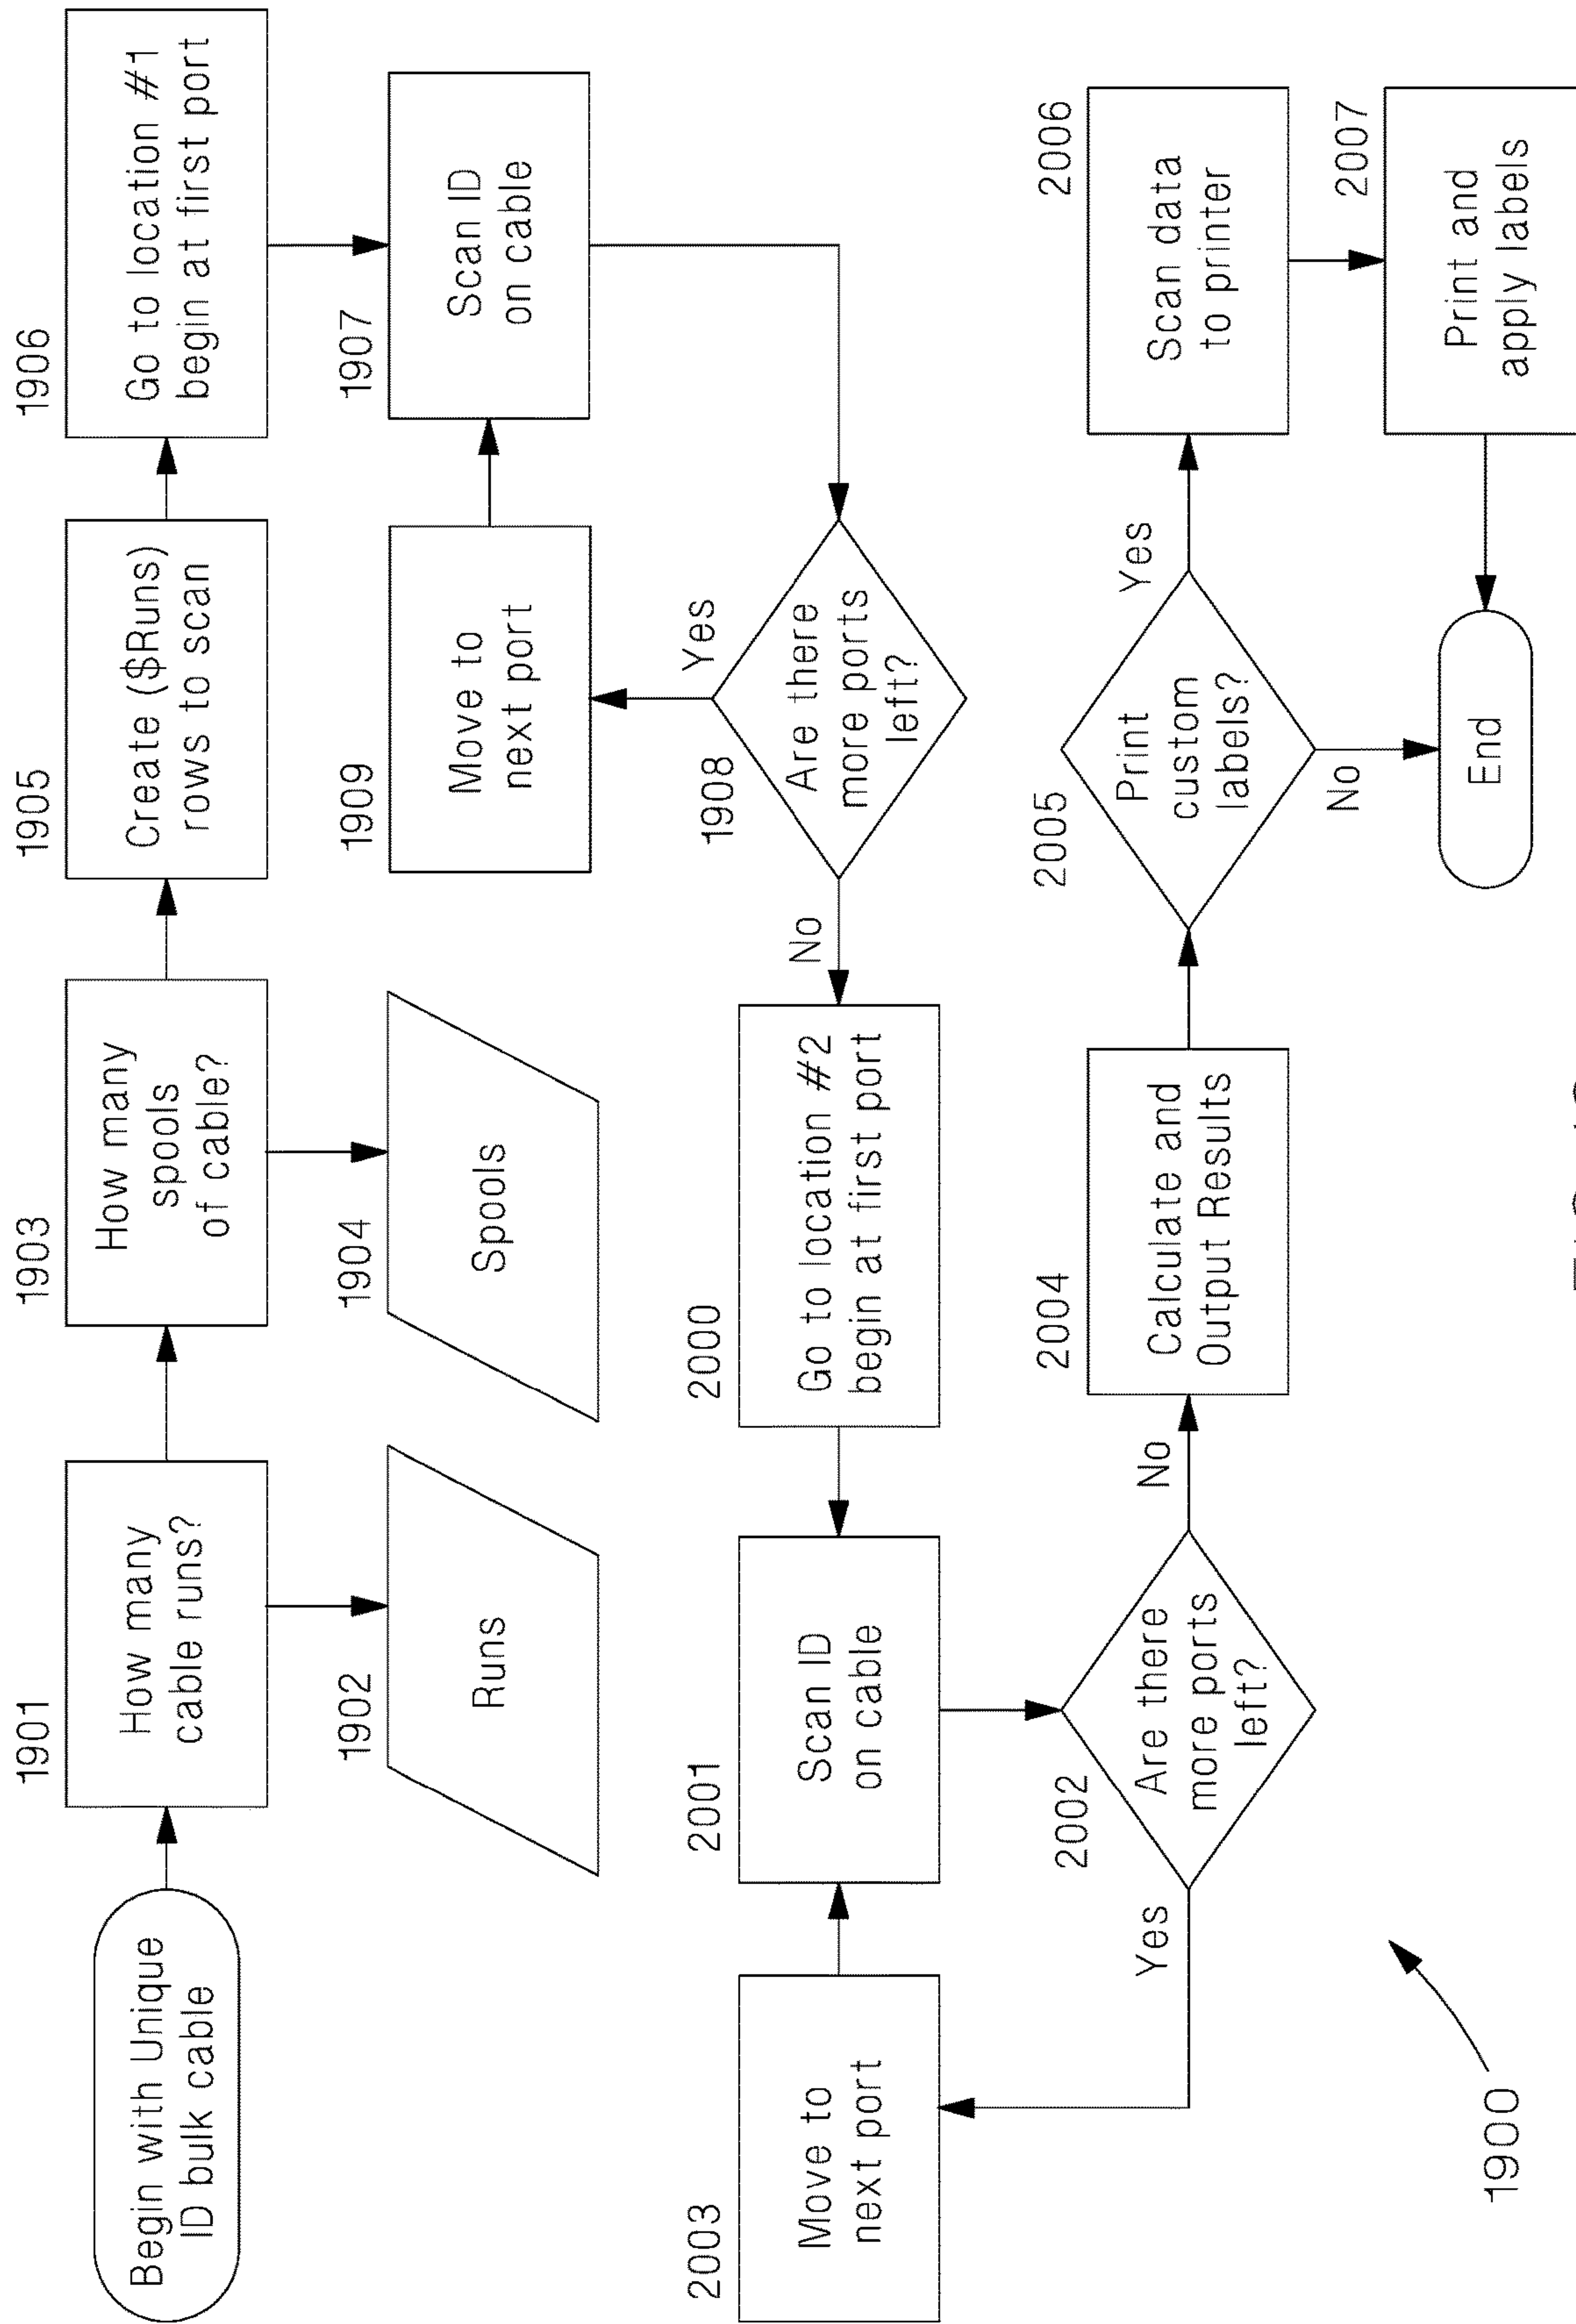 Begin with Unique
ID bulk cable
1901
How many
cable runs?
1902
Runs
1903
How many
spools
of cable?
1904
Spools
1905
Create ($Runs)
rows to scan
1906
Go to location #1
begin at first port
1907
Scan ID
on cable
1909
Move to
next port
1908
Are there
more ports
left?
Yes
No
2000
Go to location #2
begin at first port
2001
Scan ID
on cable
2003
Move to
next port
2002
Are there
more ports
left?
Yes
No
2004
Calculate and
Output Results
2005
Print
custom
labels?
Yes
No
2006
Scan data
to printer
2007
Print and
apply labels
End
1900